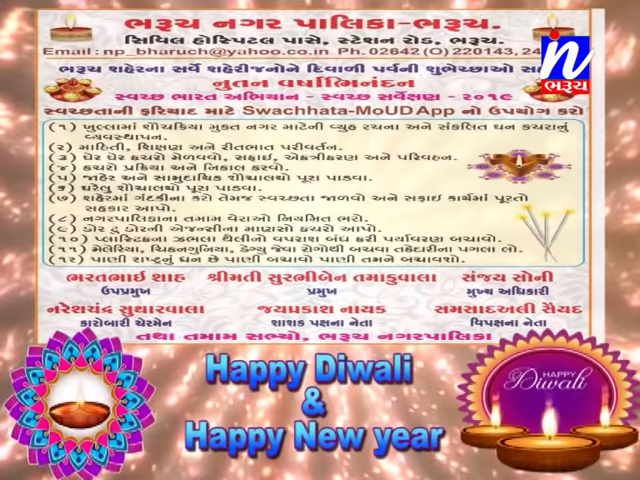 ભરૂચ નગર પાલિકા-ભરૂચ.
સિવિલ હોસ્પિટલ પાસે, સ્ટેશન રોડ, ભરૂચ.
Email : np_bharuch@yahoo.co.in Ph. 02642 (O) 220143, 24
ભરૂચ શહેરના સર્વે શહેરીજનોને દિવાળી પર્વની શુભેચ્છાઓ
નુતન વર્ષાભિનંદન
સ્વચ્છ ભારત અભિયાન - સ્વચ્છ સર્વેક્ષણ - ૨૦૧૯
સ્વચ્છતાની ફરિયાદ માટે Swachhata-MoUD App નો ઉપયોગ કરો
(૧) ખુલ્લામાં શૌચક્રિયા મુક્ત નગર માટેની વ્યુહ રચના અને સંકલિત ઘન કચરાનું
વ્યવસ્થાપન.
(૨) માહિતી, શિક્ષણ અને રીતભાત પરીવર્તન.
(૩) ઘેર ઘેર કચરો મેળવવો, સફાઈ, એકત્રીકરણ અને પરિવહન.
(૪) કચરો પ્રક્રિયા અને નિકાલ કરવો.
(૫) જાહેર અને સામુદાયિક શૌચાલયો પૂરા પાડવા.
(૬) ઘરેલુ શૌચાલયો પૂરા પાડવા.
(૭) શહેરમાં ગંદકીના કરો તેમજ સ્વચ્છતા જાળવો અને સફાઈ કાર્યમાં પૂરતો
સહકાર આપો.
(૮) નગરપાલિકાના તમામ વેરાઓ નિયમિત ભરો.
(૯) ડોર ટુ ડોરની એજન્સીના માણસો કચરો આપો.
(૧૦) પ્લાસ્ટિકના ઝભલા થેલીનો વપરાશ બંધ કરી પર્યાવરણ બચાવો.
(૧૧) મેલેરિયા, ચિકનગુનિયા, ડેન્ગ્યુ જેવા રોગોથી બચવા તકેદારીના પગલા લો.
(૧૨) પાણી રાષ્ટ્રનું ધન છે પાણી બચાવો પાણી તમને બચાવશો.
ભરતભાઈ શાહ શ્રીમતી સુરભીબેન તમાકુવાલા સંજય સોની
ઉપપ્રમુખ પ્રમુખ મુખ્ય અધિકારી
નરેશચંદ્ર સુથારવાલા જયપ્રકાશ નાયક સમસાદઅલી સૈયદ
કારોબારી ચેરમેન શાશક પક્ષના નેતા વિપક્ષના નેતા
તથા તમામ સભ્યો, ભરૂચ નગરપાલિકા
in
ભરૂચ
Happy Diwali
&
Happy New year
HAPPY
Diwali